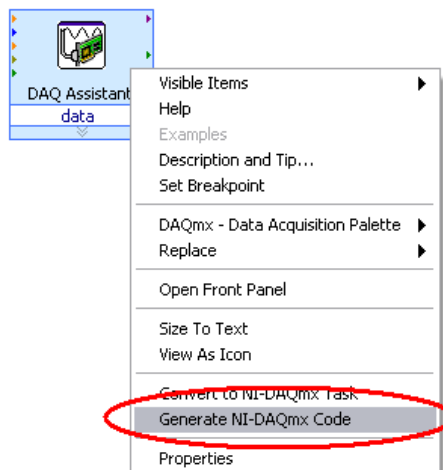 DAQ Assistant
data
Visible Items
Help
Examples
Description and Tip...
Set Breakpoint
DAQmx - Data Acquisition Palette
Replace
Open Front Panel
Size To Text
View As Icon
Convert to NI-DAQmx Task
Generate NI-DAQmx Code
Properties